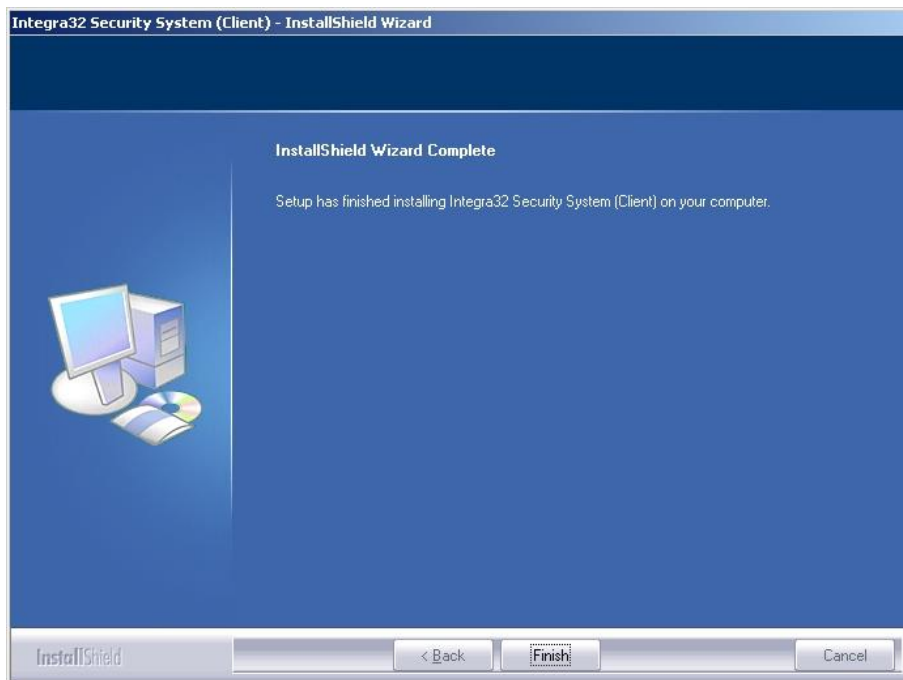 Integra32 Security System (Client) - InstallShield Wizard
InstallShield Wizard Complete
Setup has finished installing Integra32 Security System (Client) on your computer.
InstallShield
< Back
Finish
Cancel